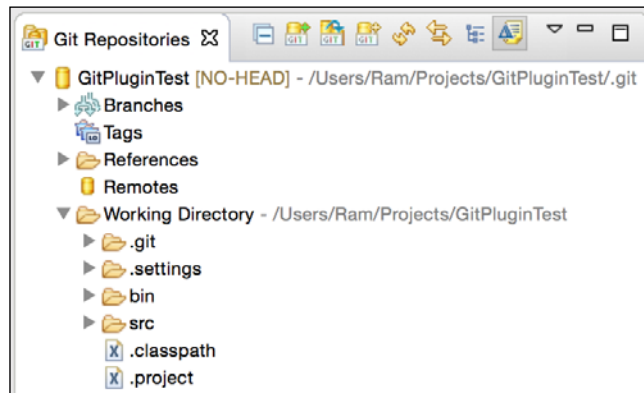 Git Repositories
GitPluginTest [NO-HEAD] - /Users/Ram/Projects/GitPluginTest/.git
Branches
Tags
References
Remotes
Working Directory - /Users/Ram/Projects/GitPluginTest
.git
.settings
bin
src
.classpath
.project